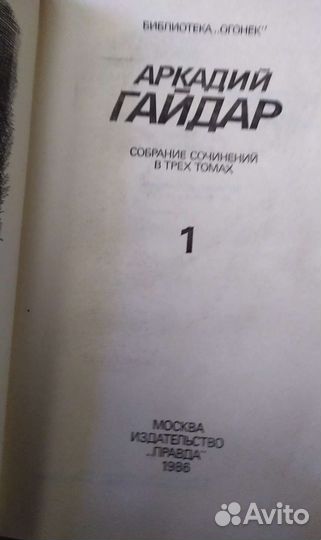 БИБЛИОТЕКА „ОГОНЕК"
АРКАДИЙ
ГАЙДАР
СОБРАНИЕ СОЧИНЕНИЙ
В ТРЕХ ТОМАХ
1
МОСКВА
ИЗДАТЕЛЬСТВО
„ПРАВДА"
1986
Avito